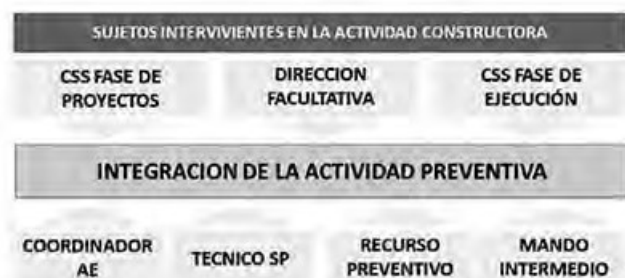 SUJETOS INTERVIVIENTES EN LA ACTIVIDAD CONSTRUCTORA
CSS FASE DE
PROYECTOS
DIRECCION
FACULTATIVA
CSS FASE DE
EJECUCIÓN
INTEGRACION DE LA ACTIVIDAD PREVENTIVA
COORDINADOR
AE
TECNICO SP
RECURSO
PREVENTIVO
MANDO
INTERMEDIO